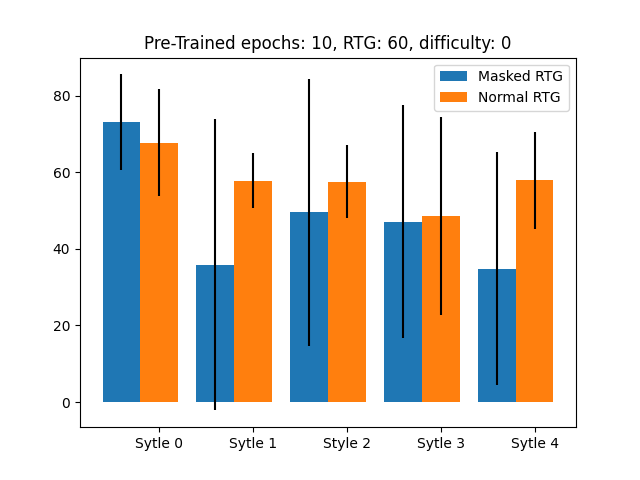 Pre-Trained epochs: 10, RTG: 60, difficulty: 0
Masked RTG
Normal RTG
80
60
40
20
0
Sytle 0
Sytle 1
Style 2
Sytle 3
Sytle 4